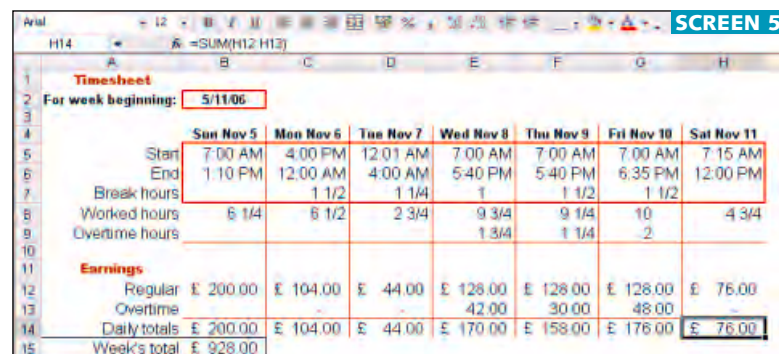 Arial 12 B I U % , SCREEN 5
H14 fx =SUM(H12:H13)
A B C D E F G H
1 Timesheet
2 For week beginning: 5/11/06
3
4 Sun Nov 5 Mon Nov 6 Tue Nov 7 Wed Nov 8 Thu Nov 9 Fri Nov 10 Sat Nov 11
5 Start 7:00 AM 4:00 PM 12:01 AM 7:00 AM 7:00 AM 7:00 AM 7:15 AM
6 End 1:10 PM 12:00 AM 4:00 AM 5:40 PM 5:40 PM 6:35 PM 12:00 PM
7 Break hours 1 1/2 1 1/4 1 1 1/2 1 1/2
8 Worked hours 6 1/4 6 1/2 2 3/4 9 3/4 9 1/4 10 4 3/4
9 Overtime hours 1 3/4 1 1/4 2
10
11 Earnings
12 Regular £ 200.00 £ 104.00 £ 44.00 £ 128.00 £ 128.00 £ 128.00 £ 76.00
13 Overtime - - - 42.00 30.00 48.00 -
14 Daily totals £ 200.00 £ 104.00 £ 44.00 £ 170.00 £ 158.00 £ 176.00 £ 76.00
15 Week's total £ 928.00